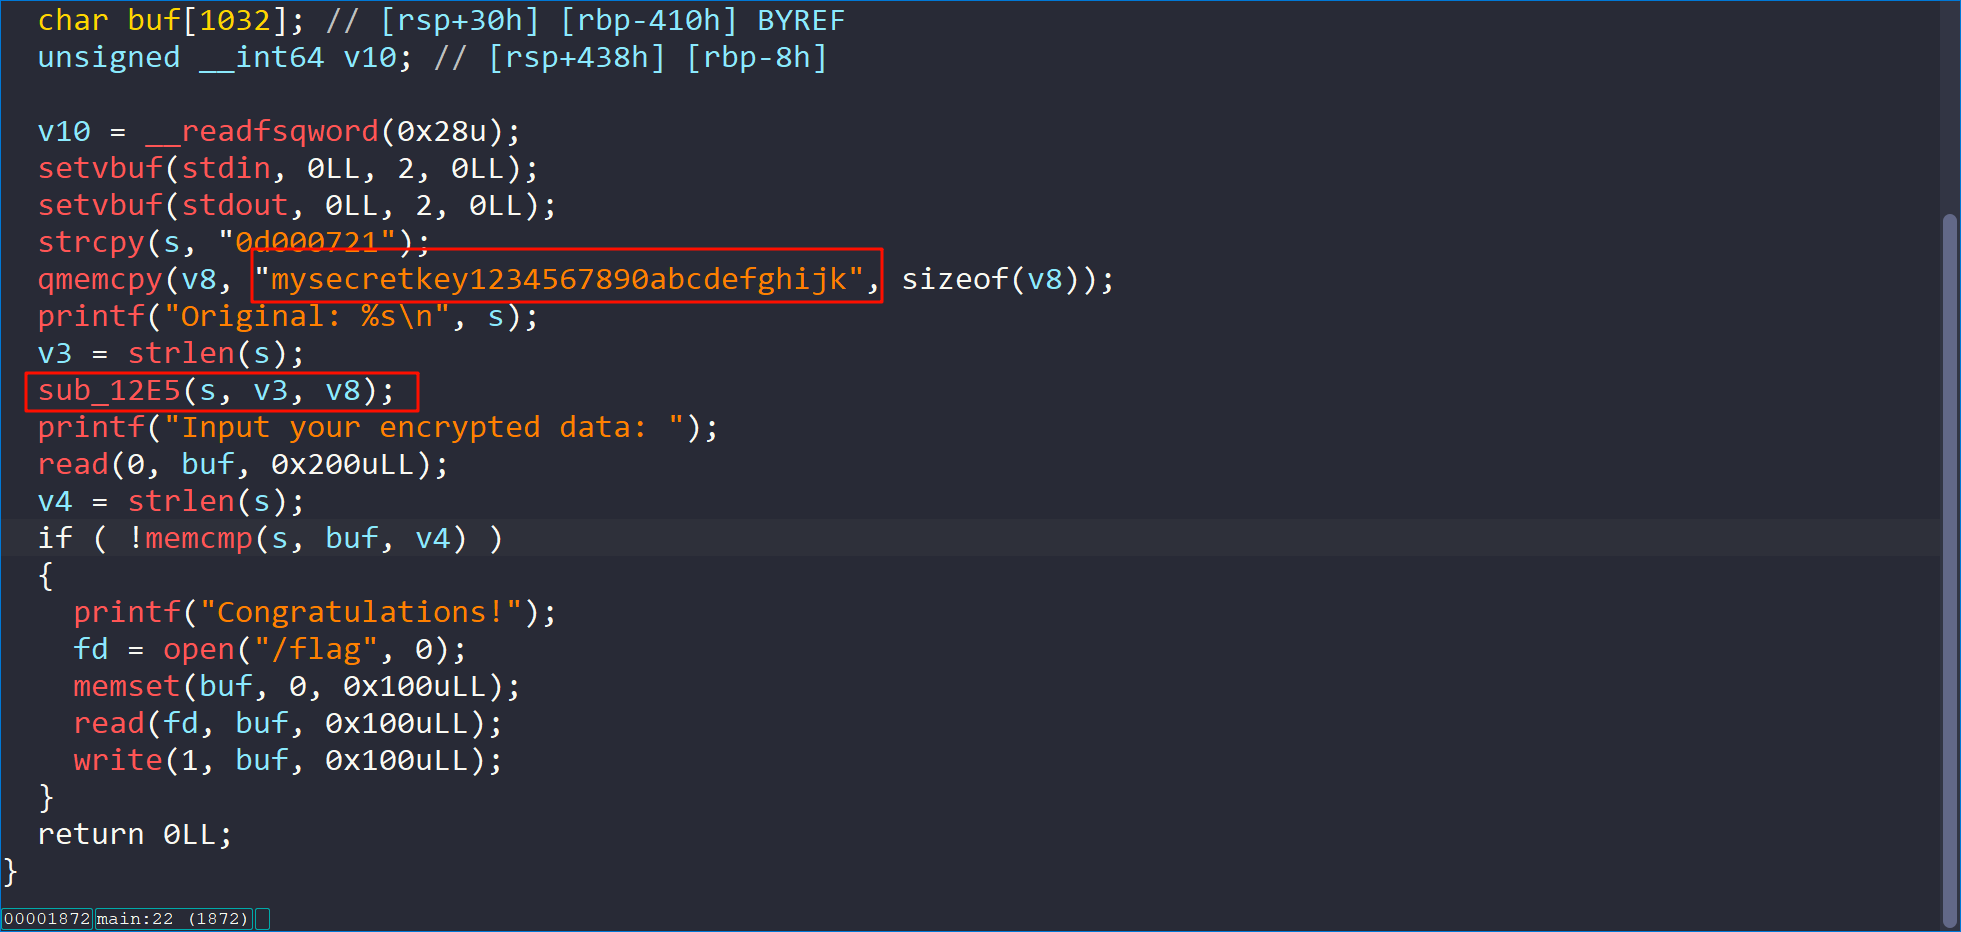 char buf[1032]; // [rsp+30h] [rbp-410h] BYREF
unsigned __int64 v10; // [rsp+438h] [rbp-8h]
v10 = __readfsqword(0x28u);
setvbuf(stdin, 0LL, 2, 0LL);
setvbuf(stdout, 0LL, 2, 0LL);
strcpy(s, "0d000721");
qmemcpy(v8, "mysecretkey1234567890abcdefghijk", sizeof(v8));
printf("Original: %s\n", s);
v3 = strlen(s);
sub_12E5(s, v3, v8);
printf("Input your encrypted data: ");
read(0, buf, 0x200uLL);
v4 = strlen(s);
if ( !memcmp(s, buf, v4) )
{
printf("Congratulations!");
fd = open("/flag", 0);
memset(buf, 0, 0x100uLL);
read(fd, buf, 0x100uLL);
write(1, buf, 0x100uLL);
}
return 0LL;
}
00001872 main:22 (1872)